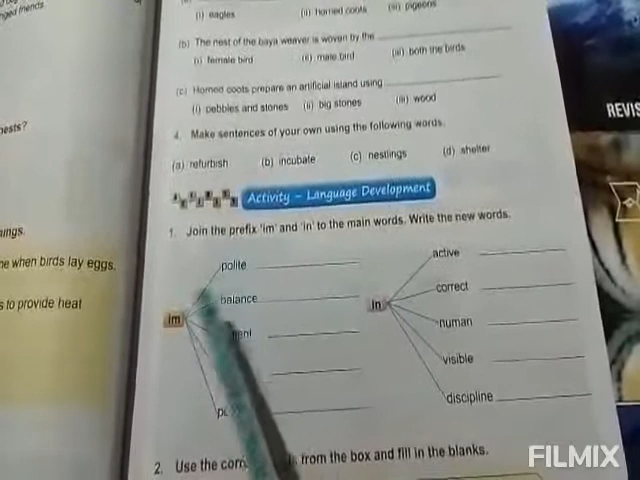 nged friends
(i) eagles (ii) horned coots (iii) pigeons
(b) The nest of the baya weaver is woven by the
(i) female bird (ii) male bird (iii) both the birds
(c) Horned coots prepare an artificial island using
(i) pebbles and stones (ii) big stones (iii) wood
4. Make sentences of your own using the following words.
(a) refurbish (b) incubate (c) nestlings (d) shelter
Activity – Language Development
1. Join the prefix 'im' and 'in' to the main words. Write the new words.
im
polite
balance
in
active
correct
human
visible
discipline
2. Use the from the box and fill in the blanks.
ests?
ings.
ne when birds lay eggs.
s to provide heat
REVIS
FILMIX